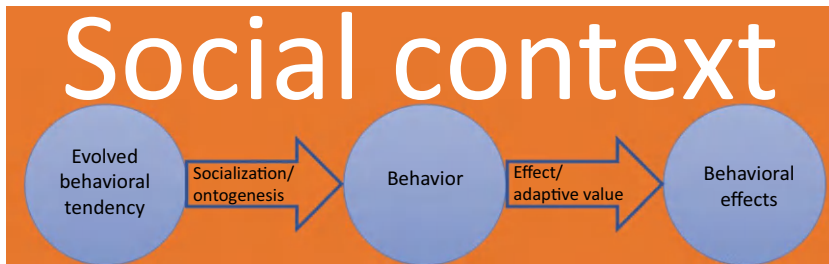 Social context
Evolved
behavioral
tendency
Socialization/
ontogenesis
Behavior
Effect/
adaptive value
Behavioral
effects